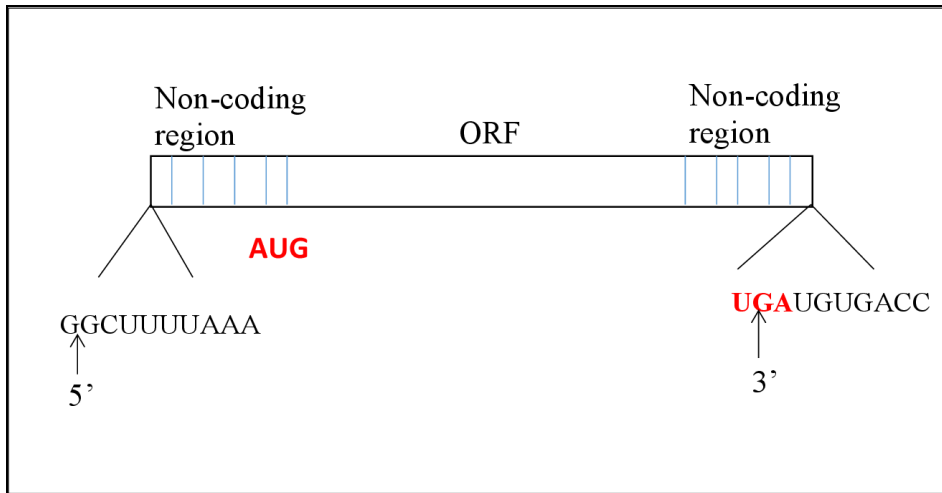 Non-coding
region
ORF
Non-coding
region
AUG
GGCUUUUAAA
5’
UGAUGUGACC
3’